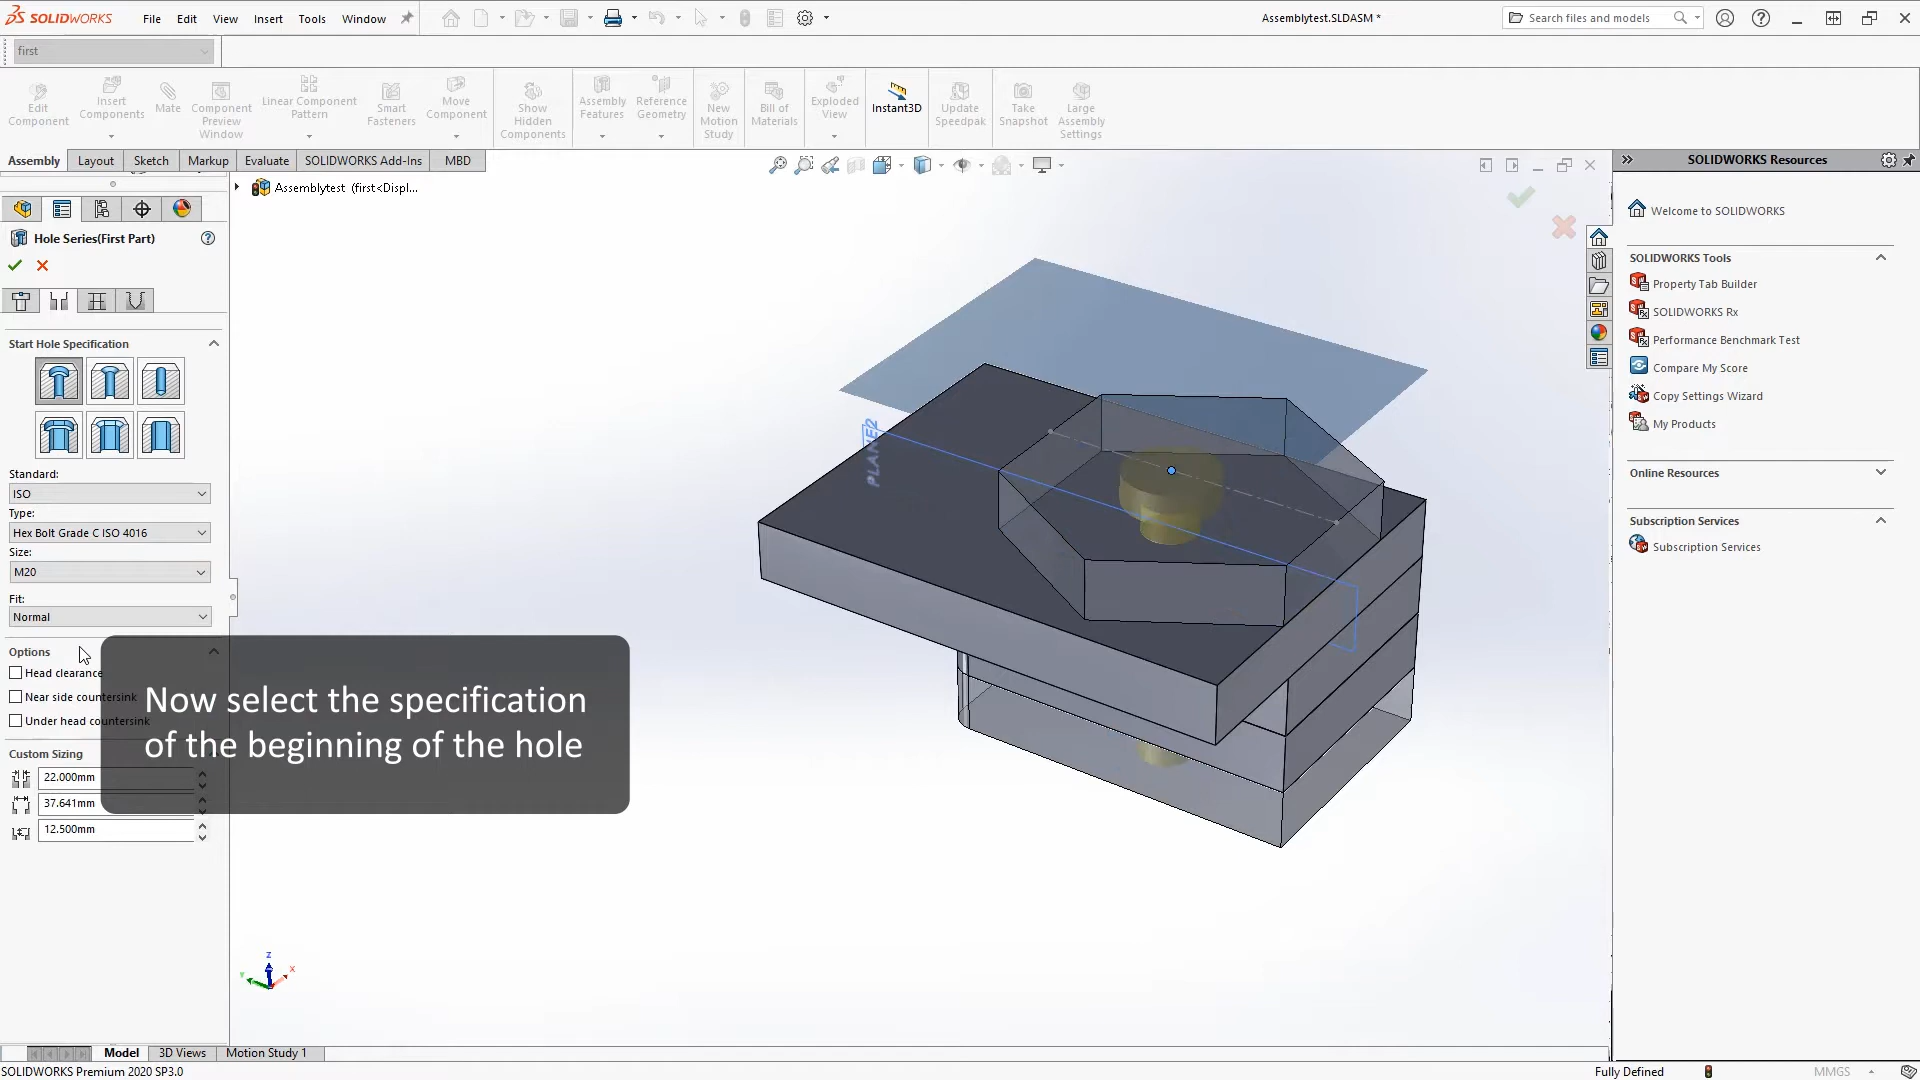 SOLIDWORKS
File
Edit
View
Insert
Tools
Window
Assemblytest.SLDASM *
Search files and models
first
Edit
Component
Insert
Components
Mate
Component
Preview
Window
Linear Component
Pattern
Smart
Fasteners
Move
Component
Show
Hidden
Components
Assembly
Features
Reference
Geometry
New
Motion
Study
Bill of
Materials
Exploded
View
Instant3D
Update
Speedpak
Take
Snapshot
Large
Assembly
Settings
Assembly
Layout
Sketch
Markup
Evaluate
SOLIDWORKS Add-Ins
MBD
SOLIDWORKS Resources
Assemblytest (first<Displ...
Welcome to SOLIDWORKS
Hole Series(First Part)
SOLIDWORKS Tools
Property Tab Builder
SOLIDWORKS Rx
Performance Benchmark Test
Compare My Score
Copy Settings Wizard
My Products
Online Resources
Subscription Services
Subscription Services
Start Hole Specification
Standard:
ISO
Type:
Hex Bolt Grade C ISO 4016
Size:
M20
Fit:
Normal
Options
Head clearance
Near side countersink
Under head countersink
Custom Sizing
22.000mm
37.641mm
12.500mm
PLANE2
Now select the specification
of the beginning of the hole
Z
X
Y
Model
3D Views
Motion Study 1
SOLIDWORKS Premium 2020 SP3.0
Fully Defined
MMGS